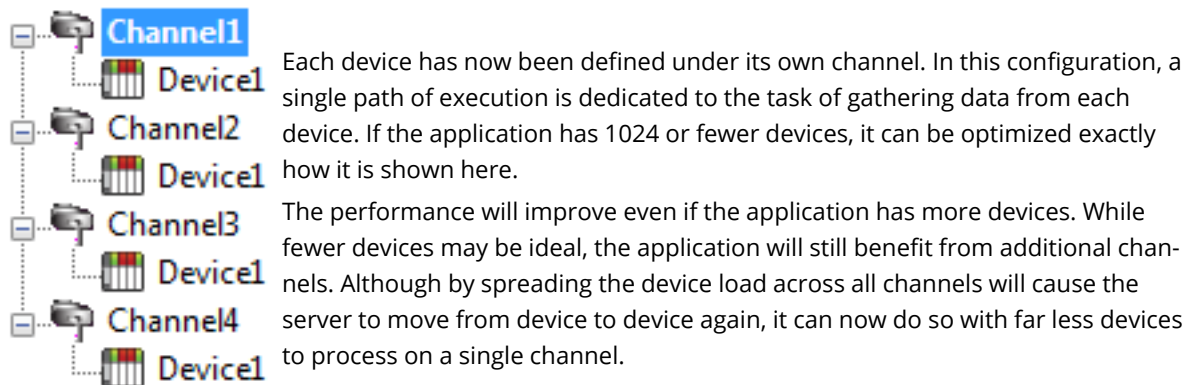 Channel1
Device1
Channel2
Device1
Channel3
Device1
Channel4
Device1
Each device has now been defined under its own channel. In this configuration, a
single path of execution is dedicated to the task of gathering data from each
device. If the application has 1024 or fewer devices, it can be optimized exactly
how it is shown here.
The performance will improve even if the application has more devices. While
fewer devices may be ideal, the application will still benefit from additional chan-
nels. Although by spreading the device load across all channels will cause the
server to move from device to device again, it can now do so with far less devices
to process on a single channel.